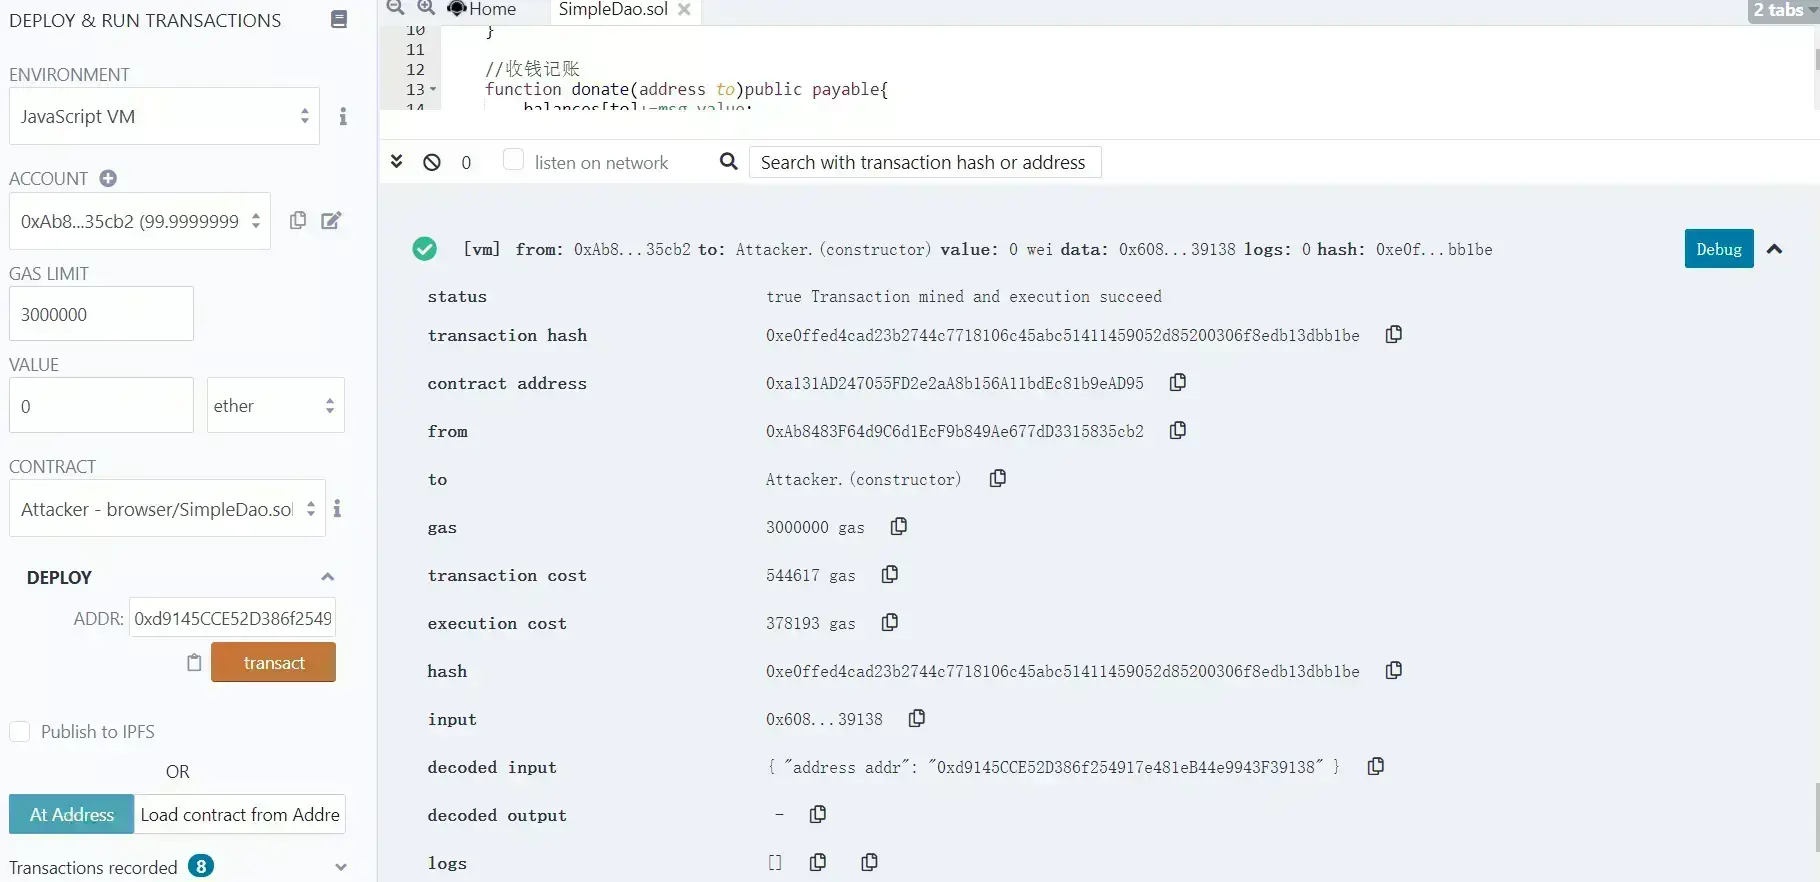 DEPLOY & RUN TRANSACTIONS
ENVIRONMENT
JavaScript VM
ACCOUNT
0xAb8...35cb2 (99.9999999
GAS LIMIT
3000000
VALUE
0
ether
CONTRACT
Attacker - browser/SimpleDao.sol
DEPLOY
ADDR: 0xd9145CCE52D386f2549
transact
Publish to IPFS
OR
At Address
Load contract from Addre
Transactions recorded 8
Home
SimpleDao.sol
2 tabs
10 }
11
12 //收钱记账
13 function donate(address to)public payable{
14 balances[to]+=msg.value;
0
listen on network
Search with transaction hash or address
[vm] from: 0xAb8...35cb2 to: Attacker.(constructor) value: 0 wei data: 0x608...39138 logs: 0 hash: 0xe0f...bb1be
Debug
status true Transaction mined and execution succeed
transaction hash 0xe0ffed4cad23b2744c7718106c45abc51411459052d85200306f8edb13dbb1be
contract address 0xa131AD247055FD2e2aA8b156A11bdEc81b9eAD95
from 0xAb8483F64d9C6d1EcF9b849Ae677dD3315835cb2
to Attacker.(constructor)
gas 3000000 gas
transaction cost 544617 gas
execution cost 378193 gas
hash 0xe0ffed4cad23b2744c7718106c45abc51411459052d85200306f8edb13dbb1be
input 0x608...39138
decoded input { "address addr": "0xd9145CCE52D386f254917e481eB44e9943F39138" }
decoded output -
logs []